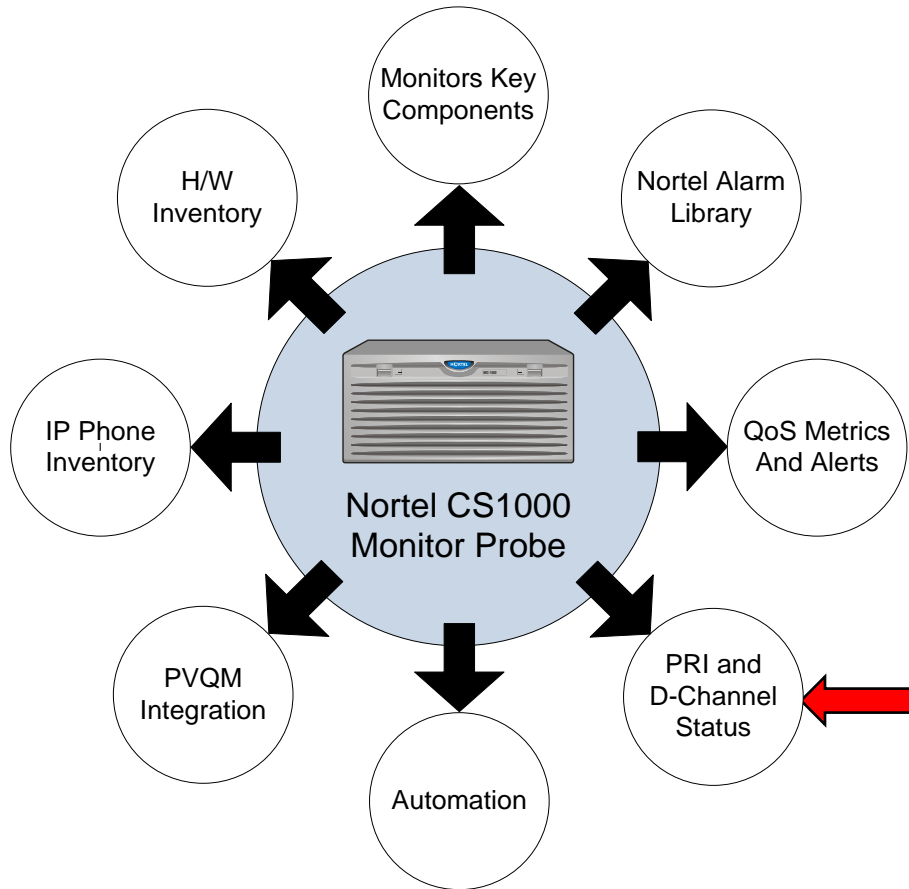 Monitors Key
Components
H/W
Inventory
Nortel Alarm
Library
NORTEL
IP Phone
Inventory
QoS Metrics
And Alerts
Nortel CS1000
Monitor Probe
PVQM
Integration
PRI and
D-Channel
Status
Automation